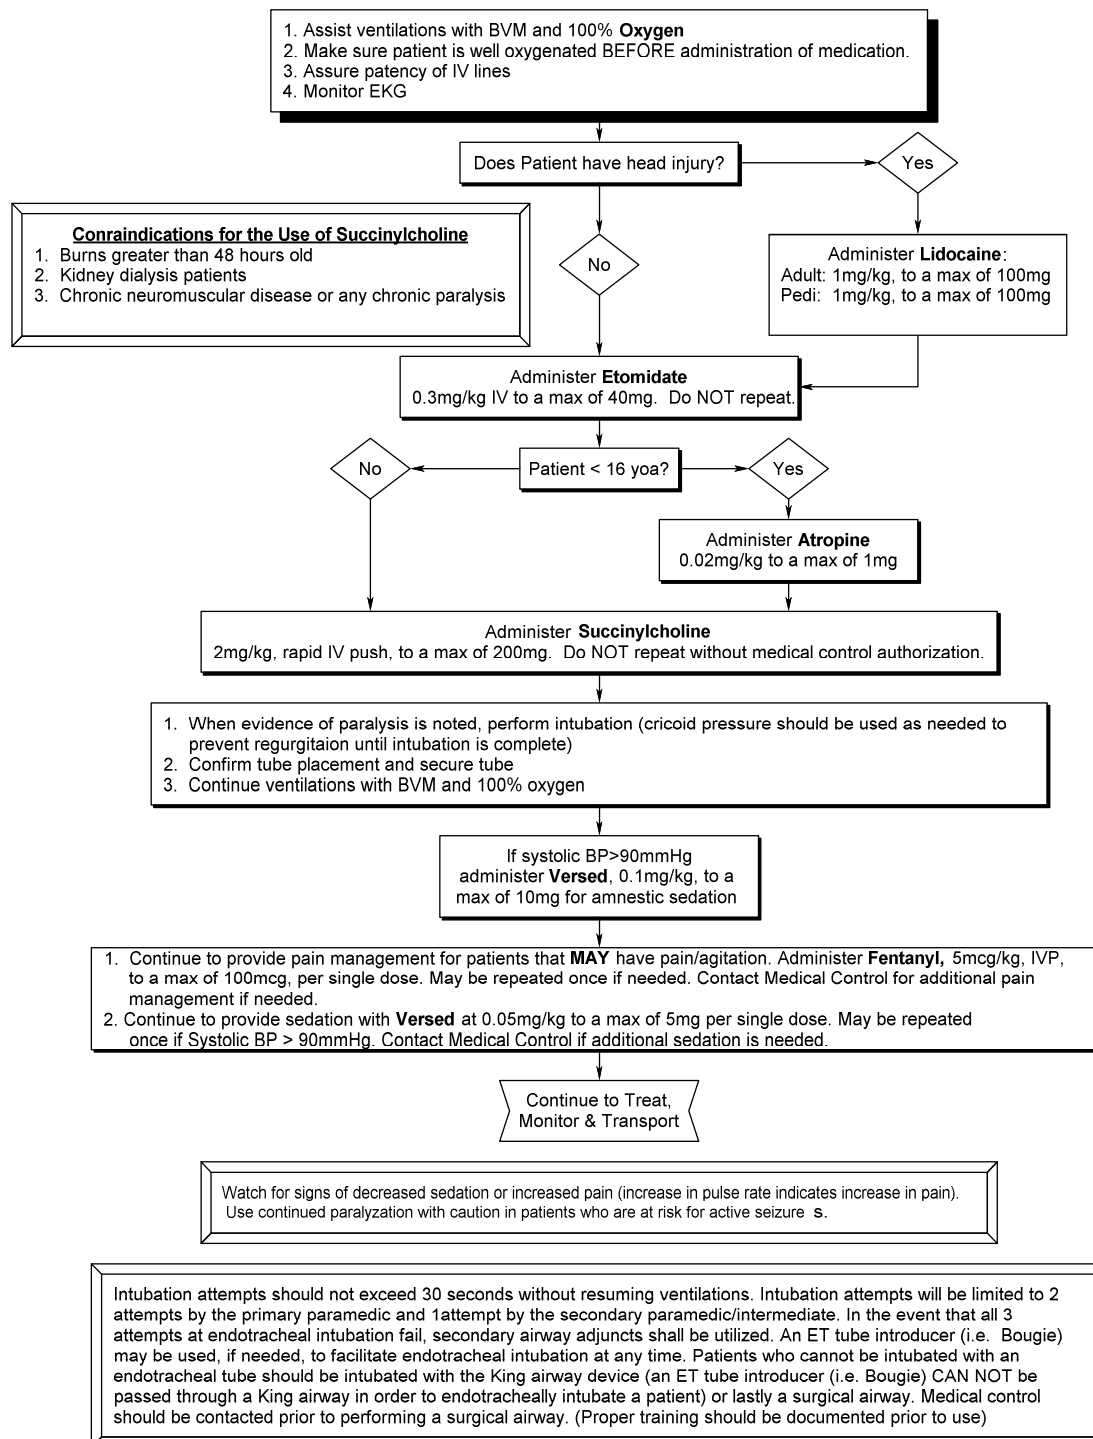 1. Assist ventilations with BVM and 100% Oxygen
2. Make sure patient is well oxygenated BEFORE administration of medication.
3. Assure patency of IV lines
4. Monitor EKG
Does Patient have head injury?
Yes
Conraindications for the Use of Succinylcholine
1. Burns greater than 48 hours old
2. Kidney dialysis patients
3. Chronic neuromuscular disease or any chronic paralysis
No
Administer Lidocaine:
Adult: 1mg/kg, to a max of 100mg
Pedi: 1mg/kg, to a max of 100mg
Administer Etomidate
0.3mg/kg IV to a max of 40mg. Do NOT repeat.
No
Patient < 16 yoa?
Yes
Administer Atropine
0.02mg/kg to a max of 1mg
Administer Succinylcholine
2mg/kg, rapid IV push, to a max of 200mg. Do NOT repeat without medical control authorization.
1. When evidence of paralysis is noted, perform intubation (cricoid pressure should be used as needed to
prevent regurgitaion until intubation is complete)
2. Confirm tube placement and secure tube
3. Continue ventilations with BVM and 100% oxygen
If systolic BP>90mmHg
administer Versed, 0.1mg/kg, to a
max of 10mg for amnestic sedation
1. Continue to provide pain management for patients that MAY have pain/agitation. Administer Fentanyl, 5mcg/kg, IVP,
to a max of 100mcg, per single dose. May be repeated once if needed. Contact Medical Control for additional pain
management if needed.
2. Continue to provide sedation with Versed at 0.05mg/kg to a max of 5mg per single dose. May be repeated
once if Systolic BP > 90mmHg. Contact Medical Control if additional sedation is needed.
Continue to Treat,
Monitor & Transport
Watch for signs of decreased sedation or increased pain (increase in pulse rate indicates increase in pain).
Use continued paralyzation with caution in patients who are at risk for active seizure s.
Intubation attempts should not exceed 30 seconds without resuming ventilations. Intubation attempts will be limited to 2
attempts by the primary paramedic and 1attempt by the secondary paramedic/intermediate. In the event that all 3
attempts at endotracheal intubation fail, secondary airway adjuncts shall be utilized. An ET tube introducer (i.e. Bougie)
may be used, if needed, to facilitate endotracheal intubation at any time. Patients who cannot be intubated with an
endotracheal tube should be intubated with the King airway device (an ET tube introducer (i.e. Bougie) CAN NOT be
passed through a King airway in order to endotracheally intubate a patient) or lastly a surgical airway. Medical control
should be contacted prior to performing a surgical airway. (Proper training should be documented prior to use)